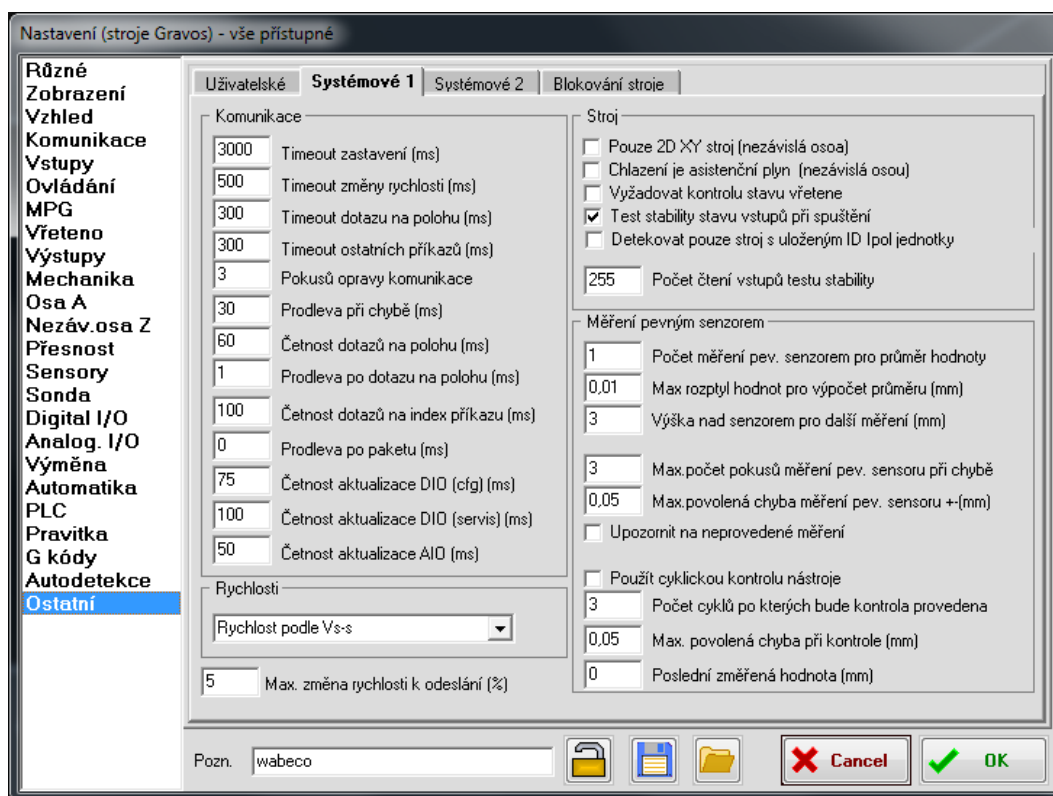 Nastavení (stroje Gravos) - vše přístupné
Různé
Zobrazení
Vzhled
Komunikace
Vstupy
Ovládání
MPG
Vřeteno
Výstupy
Mechanika
Osa A
Nezáv.osa Z
Přesnost
Sensory
Sonda
Digital I/O
Analog. I/O
Výměna
Automatika
PLC
Pravitka
G kódy
Autodetekce
Ostatní
Uživatelské
Systémové 1
Systémové 2
Blokování stroje
Komunikace
3000 Timeout zastavení (ms)
500 Timeout změny rychlosti (ms)
300 Timeout dotazu na polohu (ms)
300 Timeout ostatních příkazů (ms)
3 Pokusů opravy komunikace
30 Prodleva při chybě (ms)
60 Četnost dotazů na polohu (ms)
1 Prodleva po dotazu na polohu (ms)
100 Četnost dotazů na index příkazu (ms)
0 Prodleva po paketu (ms)
75 Četnost aktualizace DIO (cfg) (ms)
100 Četnost aktualizace DIO (servis) (ms)
50 Četnost aktualizace AIO (ms)
Rychlosti
Rychlost podle Vs-s
5 Max. změna rychlosti k odeslání (%)
Stroj
Pouze 2D XY stroj (nezávislá osoa)
Chlazení je asistenční plyn (nezávislá osou)
Vyžadovat kontrolu stavu vřetene
Test stability stavu vstupů při spuštění
Detekovat pouze stroj s uloženým ID Ipol jednotky
255 Počet čtení vstupů testu stability
Měření pevným senzorem
1 Počet měření pev. senzorem pro průměr hodnoty
0,01 Max rozptyl hodnot pro výpočet průměru (mm)
3 Výška nad senzorem pro další měření (mm)
3 Max.počet pokusů měření pev. sensoru při chybě
0,05 Max.povolená chyba měření pev. sensoru +-(mm)
Upozornit na neprovedené měření
Použít cyklickou kontrolu nástroje
3 Počet cyklů po kterých bude kontrola provedena
0,05 Max. povolená chyba při kontrole (mm)
0 Poslední změřená hodnota (mm)
Pozn. wabeco
Cancel
OK